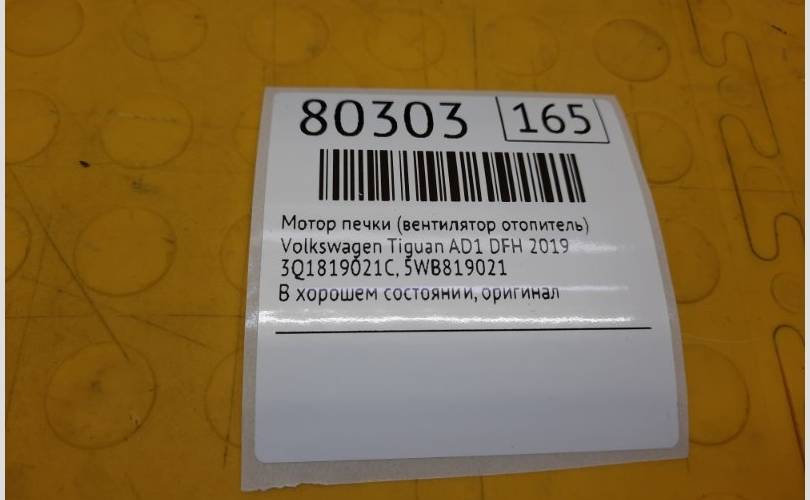 80303 165
Мотор печки (вентилятор отопитель)
Volkswagen Tiguan AD1 DFH 2019
3Q1819021C, 5WB819021
В хорошем состоянии, оригинал